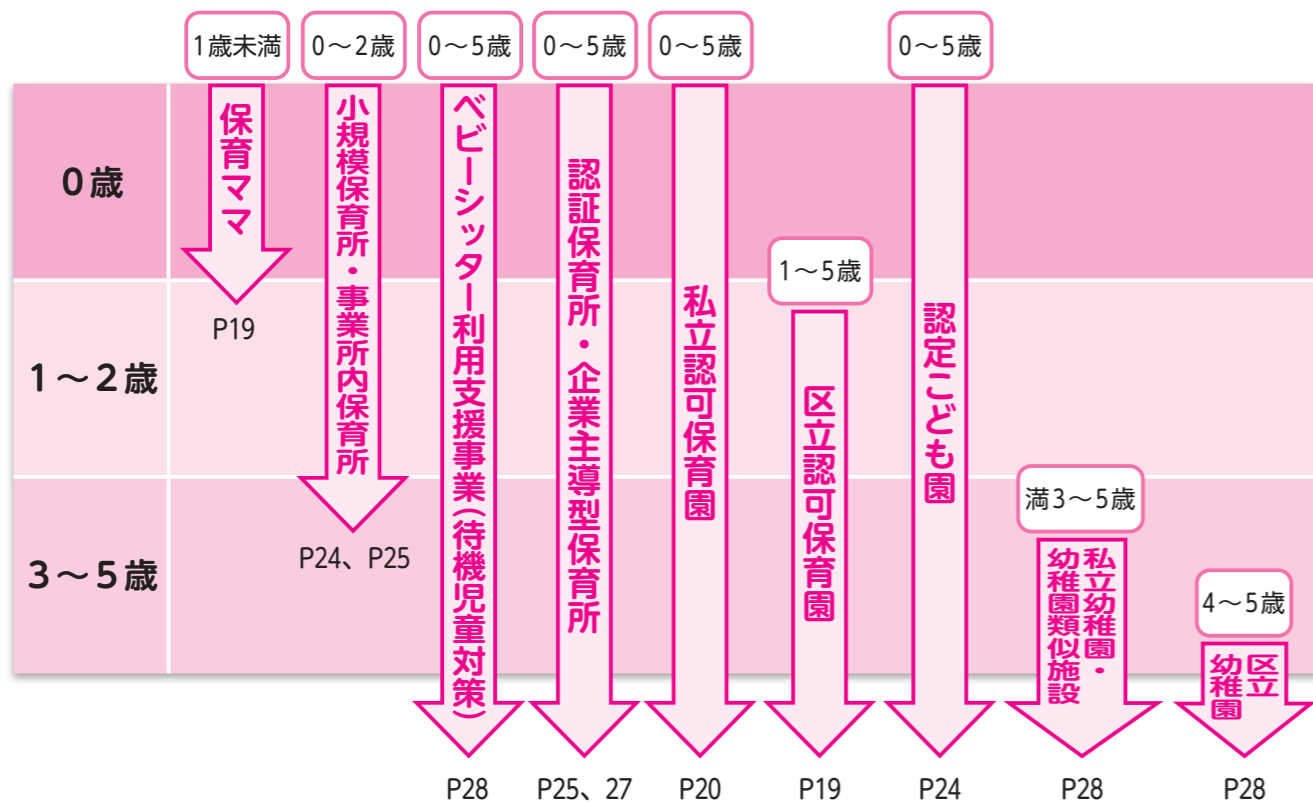 1歳未満
0～2歳
0～5歳
0～5歳
0～5歳
0～5歳
0歳
1～2歳
3～5歳
保育ママ
P19
小規模保育所・事業所内保育所
P24、P25
ベビーシッター利用支援事業(待機児童対策)
P28
認証保育所・企業主導型保育所
P25、27
私立認可保育園
P20
1～5歳
区立認可保育園
P19
認定こども園
P24
満3～5歳
私立幼稚園・
幼稚園類似施設
P28
4～5歳
区立
幼稚園
P28